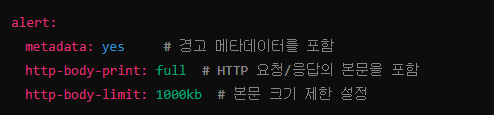 alert:
metadata: yes # 경고 메타데이터를 포함
http-body-print: full # HTTP 요청/응답의 본문을 포함
http-body-limit: 1000kb # 본문 크기 제한 설정